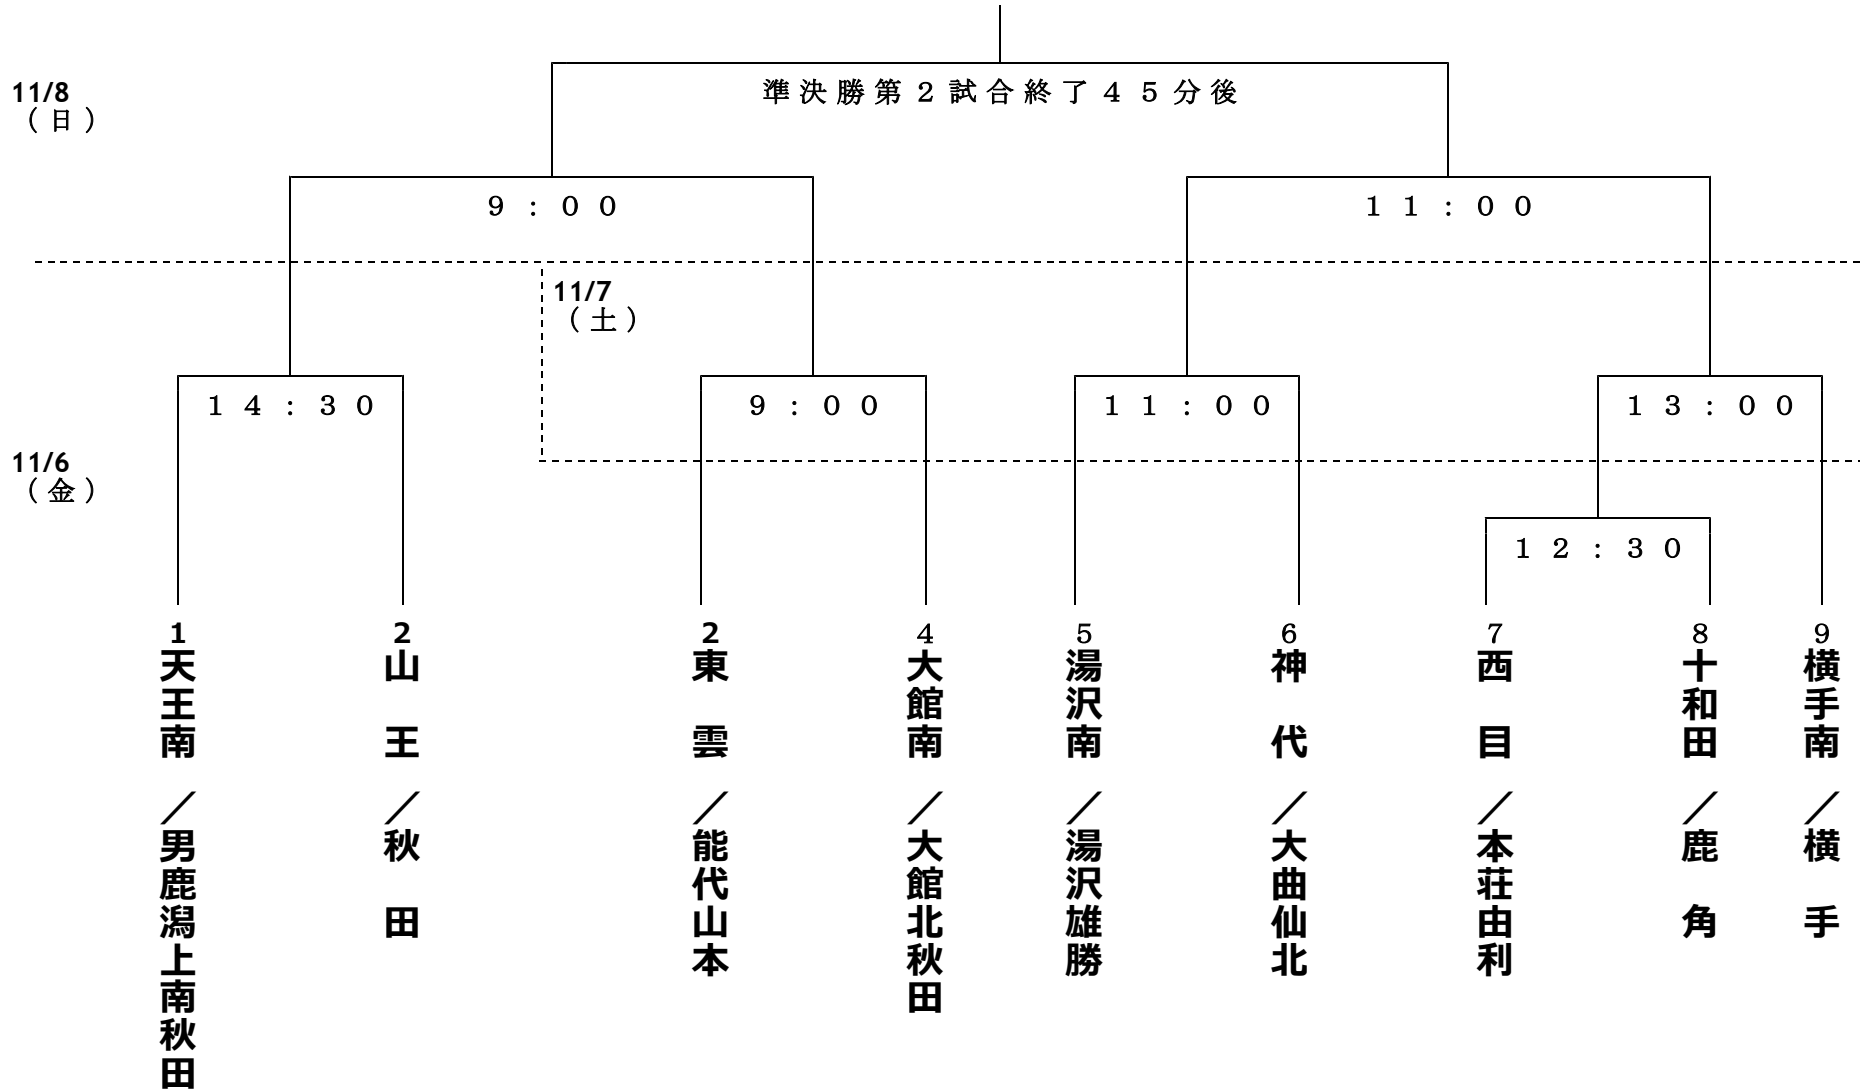 準決勝第２試合終了４５分後
11/8
（日）
９：００
１１：００
11/7
（土）
１４：３０
９：００
１１：００
１３：００
11/6
（金）
１２：３０
1
天王南／男鹿潟上南秋田
2
山王／秋田
2
東雲／能代山本
4
大館南／大館北秋田
5
湯沢南／湯沢雄勝
6
神代／大曲仙北
7
西目／本荘由利
8
十和田／鹿角
9
横手南／横手